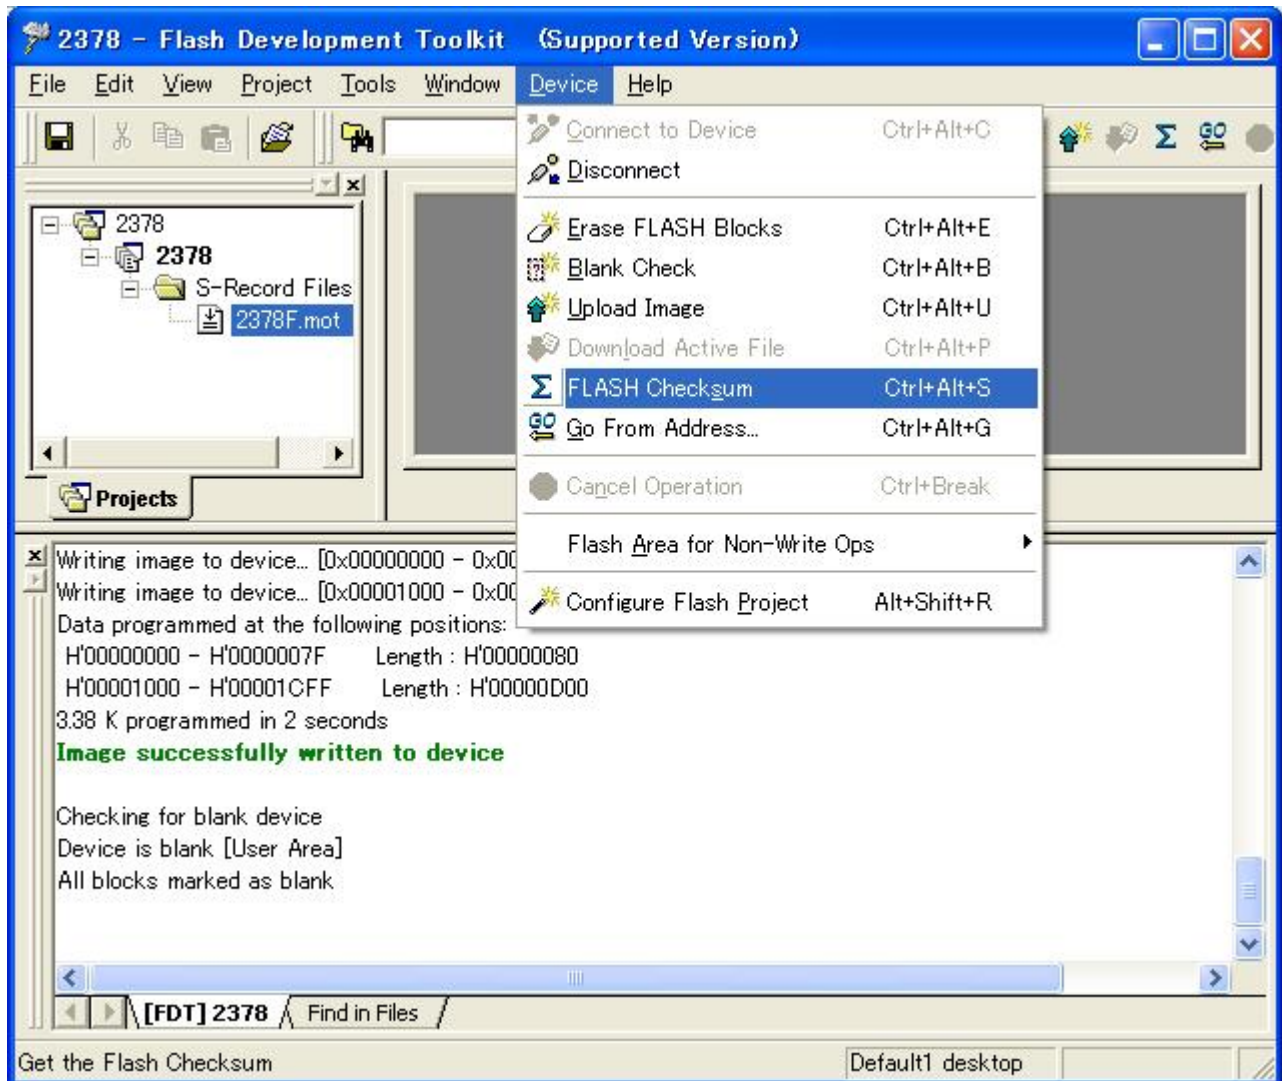 2378 - Flash Development Toolkit (Supported Version)
File Edit View Project Tools Window Device Help
GO
Connect to Device Ctrl+Alt+C
Disconnect
Erase FLASH Blocks Ctrl+Alt+E
Blank Check Ctrl+Alt+B
Upload Image Ctrl+Alt+U
Download Active File Ctrl+Alt+P
FLASH Checksum Ctrl+Alt+S
GO Go From Address... Ctrl+Alt+G
Cancel Operation Ctrl+Break
Flash Area for Non-Write Ops
Configure Flash Project Alt+Shift+R
2378
2378
S-Record Files
2378F.mot
Projects
Writing image to device... [0x00000000 - 0x00
Writing image to device... [0x00001000 - 0x00
Data programmed at the following positions:
H'00000000 - H'0000007F Length : H'00000080
H'00001000 - H'00001CFF Length : H'00000D00
3.38 K programmed in 2 seconds
Image successfully written to device
Checking for blank device
Device is blank [User Area]
All blocks marked as blank
[FDT] 2378 Find in Files
Get the Flash Checksum Default1 desktop